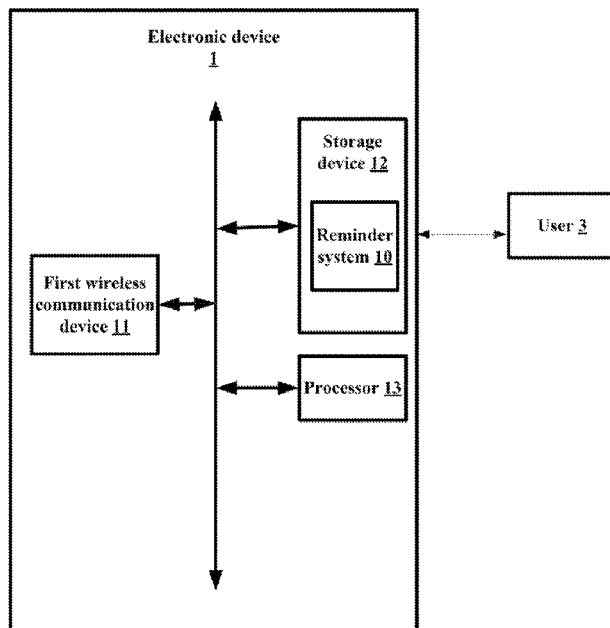 Electronic device
1
Storage
device 12
Reminder
system 10
User 3
First wireless
communication
device 11
Processor 13